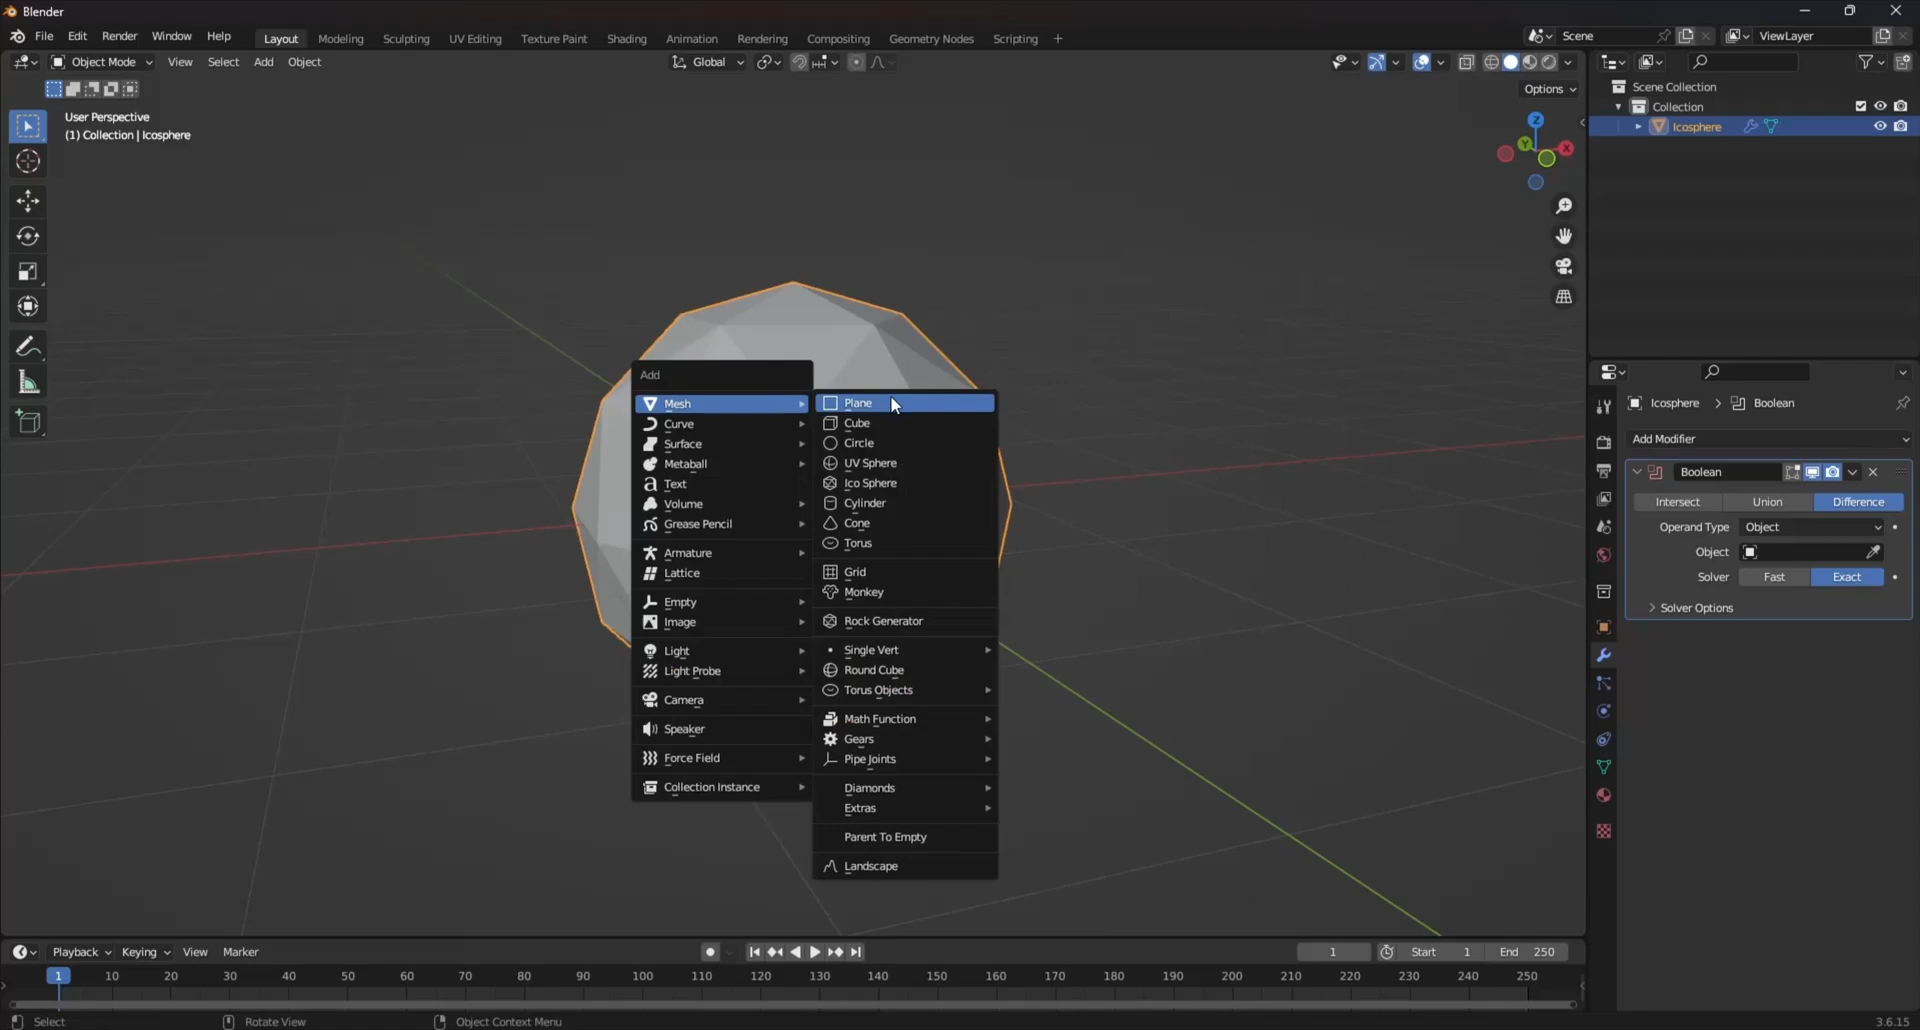 Blender
File Edit Render Window Help
Layout Modeling Sculpting UV Editing Texture Paint Shading Animation Rendering Compositing Geometry Nodes Scripting +
Scene
ViewLayer
Object Mode View Select Add Object
Global
Options
User Perspective
(1) Collection | Icosphere
Z
Y
X
Scene Collection
Collection
Icosphere
Add
Mesh
Curve
Surface
Metaball
Text
Volume
Grease Pencil
Armature
Lattice
Empty
Image
Light
Light Probe
Camera
Speaker
Force Field
Collection Instance
Plane
Cube
Circle
UV Sphere
Ico Sphere
Cylinder
Cone
Torus
Grid
Monkey
Rock Generator
Single Vert
Round Cube
Torus Objects
Math Function
Gears
Pipe Joints
Diamonds
Extras
Parent To Empty
Landscape
Icosphere > Boolean
Add Modifier
Boolean
Intersect Union Difference
Operand Type Object
Object
Solver Fast Exact
Solver Options
Playback Keying View Marker
1 Start 1 End 250
1 10 20 30 40 50 60 70 80 90 100 110 120 130 140 150 160 170 180 190 200 210 220 230 240 250
Select Rotate View Object Context Menu
3.6.15